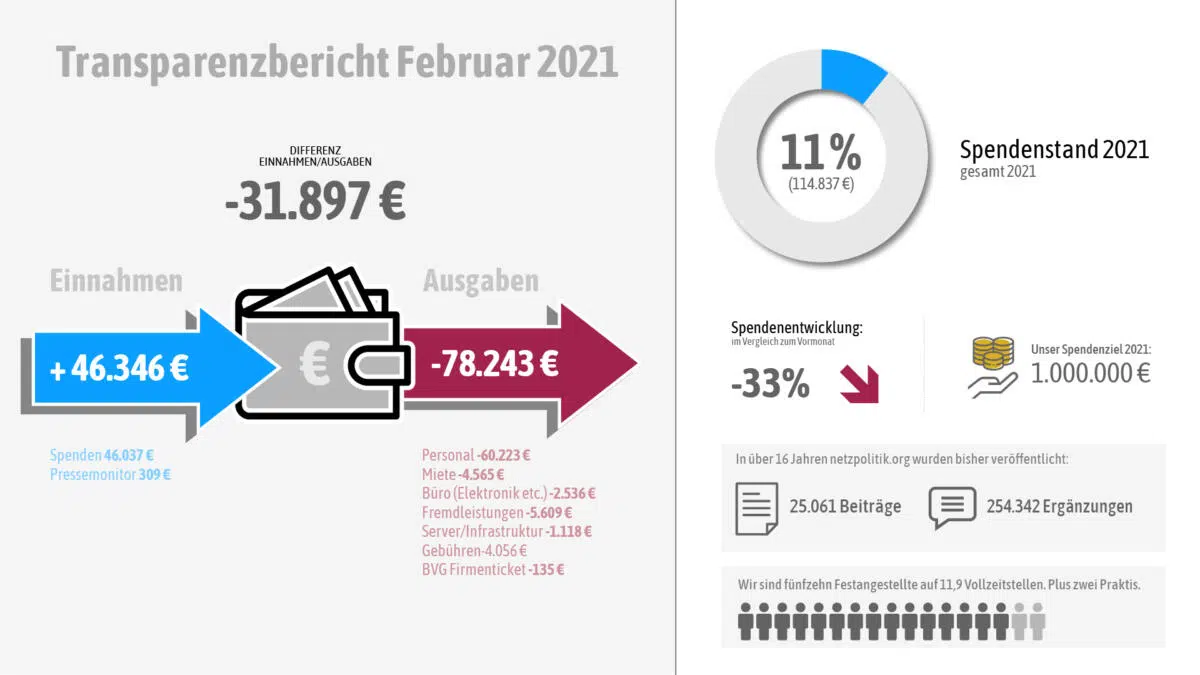 Transparenzbericht Februar 2021
DIFFERENZ
EINNAHMEN/AUSGABEN
-31.897 €
Einnahmen
+ 46.346 €
Spenden 46.037 €
Pressemonitor 309 €
€
Ausgaben
-78.243 €
Personal -60.223 €
Miete -4.565 €
Büro (Elektronik etc.) -2.536 €
Fremdleistungen -5.609 €
Server/Infrastruktur -1.118 €
Gebühren-4.056 €
BVG Firmenticket -135 €
11 %
(114.837 €)
Spendenstand 2021
gesamt 2021
Spendenentwicklung:
im Vergleich zum Vormonat
-33%
Unser Spendenziel 2021:
1.000.000 €
In über 16 Jahren netzpolitik.org wurden bisher veröffentlicht:
25.061 Beiträge
254.342 Ergänzungen
Wir sind fünfzehn Festangestellte auf 11,9 Vollzeitstellen. Plus zwei Praktis.